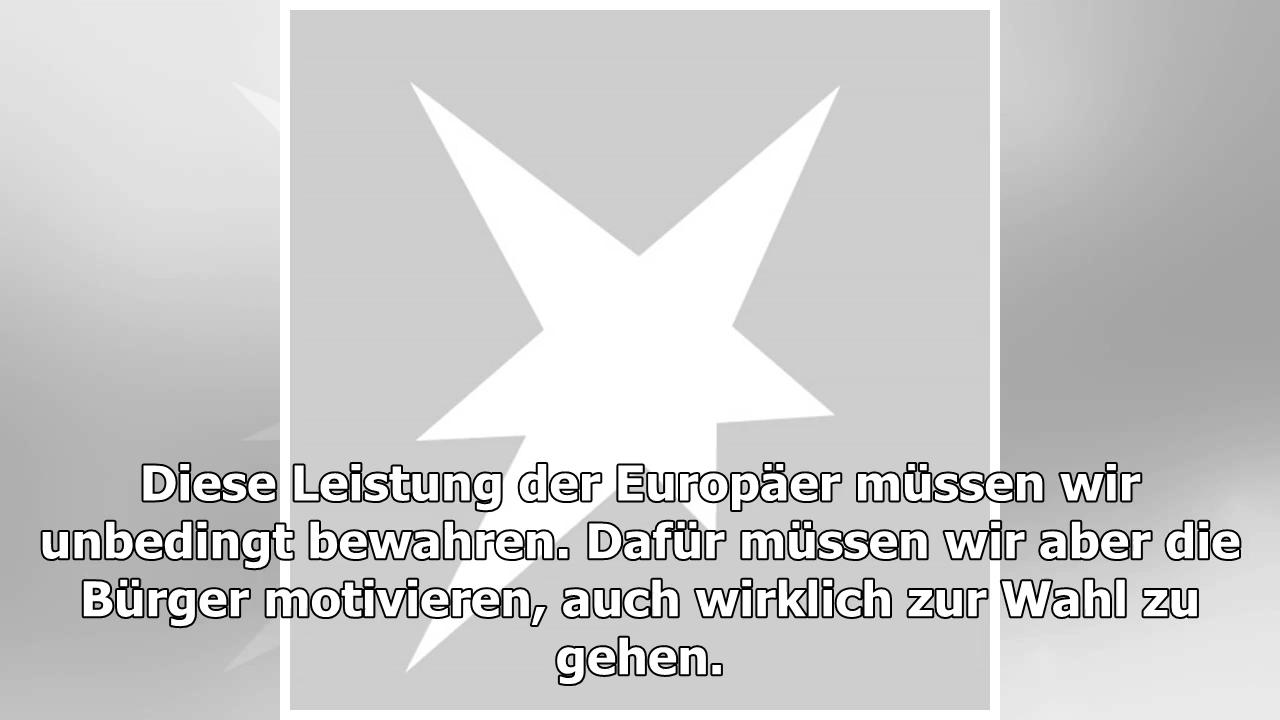 Diese Leistung der Europäer müssen wir
unbedingt bewahren. Dafür müssen wir aber die
Bürger motivieren, auch wirklich zur Wahl zu
gehen.